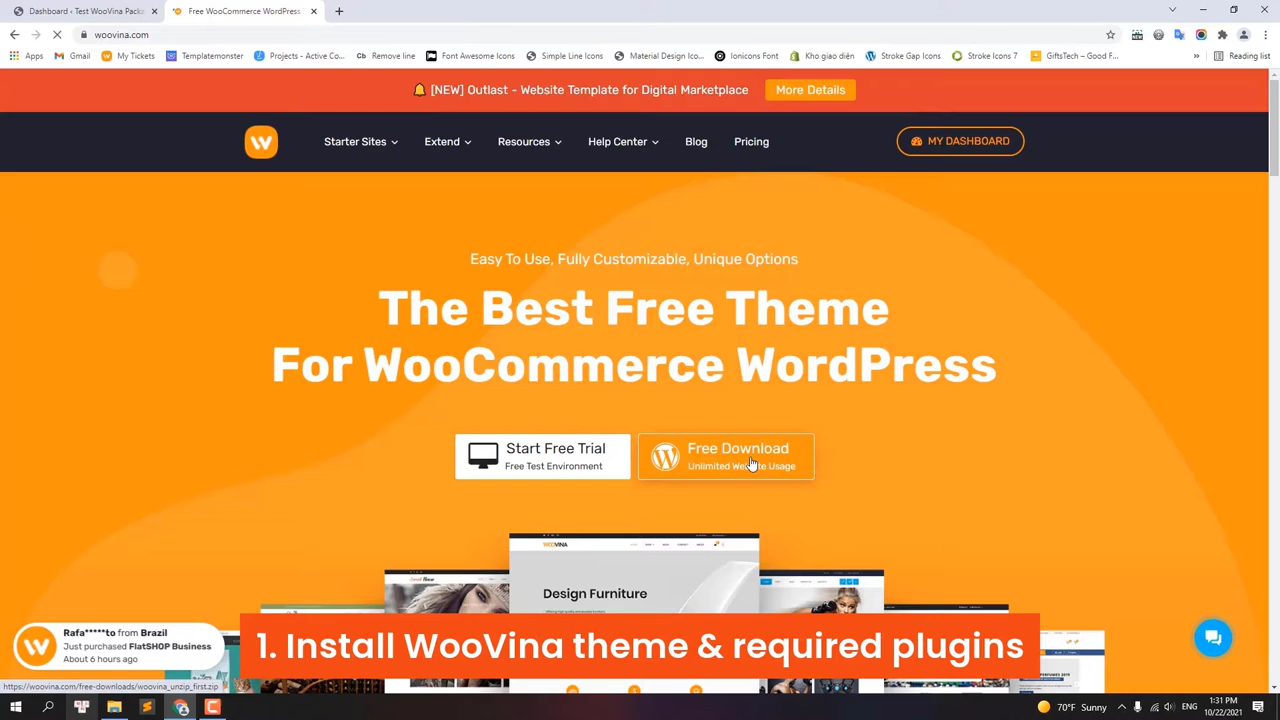 Dashboard ‹ Test WooVina Pack
Free WooCommerce WordPress
woovina.com
Apps
Gmail
My Tickets
Templatemonster
Projects - Active Co...
Remove line
Font Awesome Icons
Simple Line Icons
Material Design Ico...
Ionicons Font
Kho giao diện
Stroke Gap Icons
Stroke Icons 7
GiftsTech – Good F...
»
Reading list
[NEW] Outlast - Website Template for Digital Marketplace
More Details
Starter Sites
Extend
Resources
Help Center
Blog
Pricing
MY DASHBOARD
Easy To Use, Fully Customizable, Unique Options
The Best Free Theme
For WooCommerce WordPress
Start Free Trial
Free Test Environment
Free Download
Unlimited Website Usage
WOOVINA
Design Furniture
Rafa*****to from Brazil
Just purchased FlatSHOP Business
About 6 hours ago
1. Install WooVina theme & required plugins
https://woovina.com/free-downloads/woovina_unzip_first.zip
70°F Sunny
1:31 PM
10/22/2021